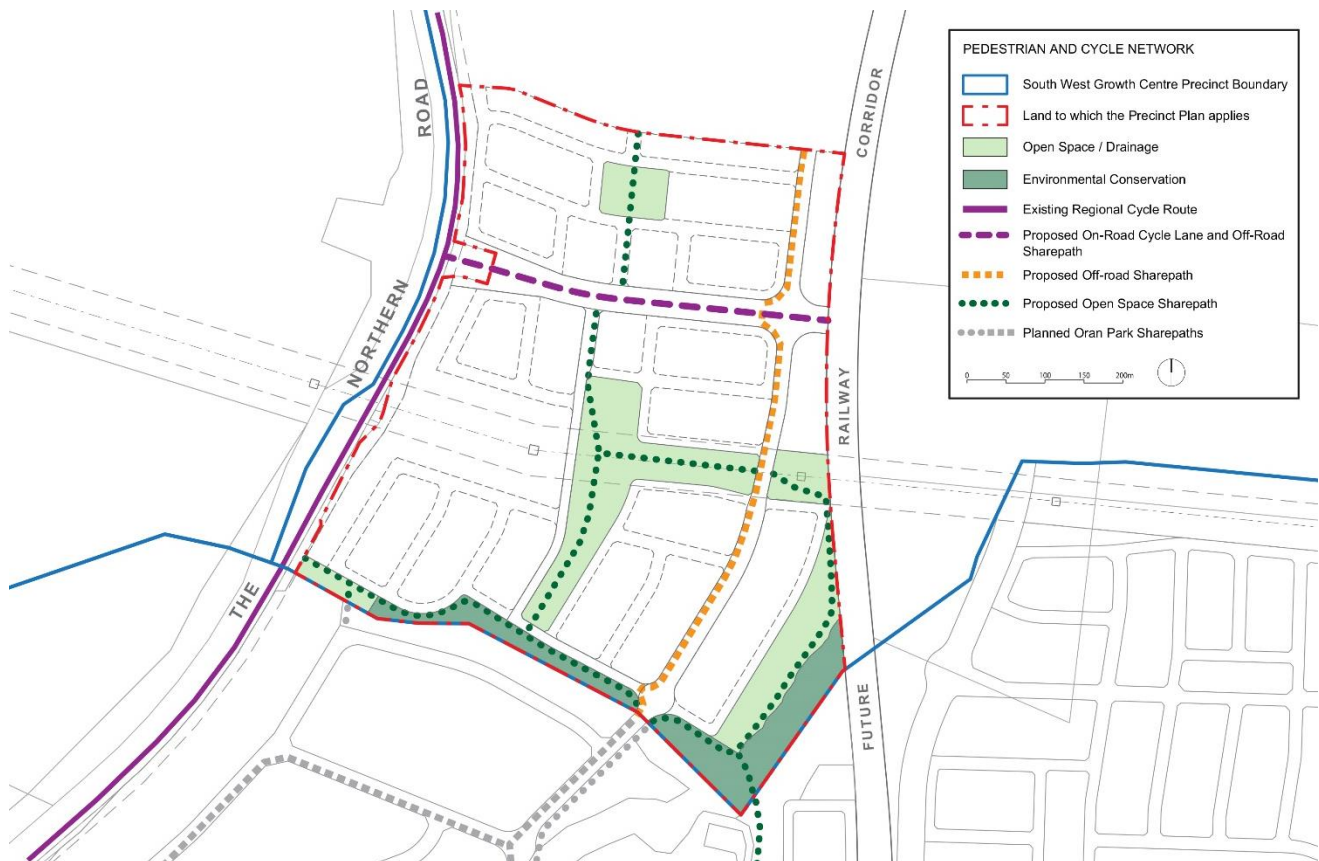 PEDESTRIAN AND CYCLE NETWORK
South West Growth Centre Precinct Boundary
Land to which the Precinct Plan applies
Open Space / Drainage
Environmental Conservation
Existing Regional Cycle Route
Proposed On-Road Cycle Lane and Off-Road
Sharepath
Proposed Off-road Sharepath
Proposed Open Space Sharepath
Planned Oran Park Sharepaths
0 50 100 150 200m
THE NORTHERN ROAD
FUTURE RAILWAY CORRIDOR